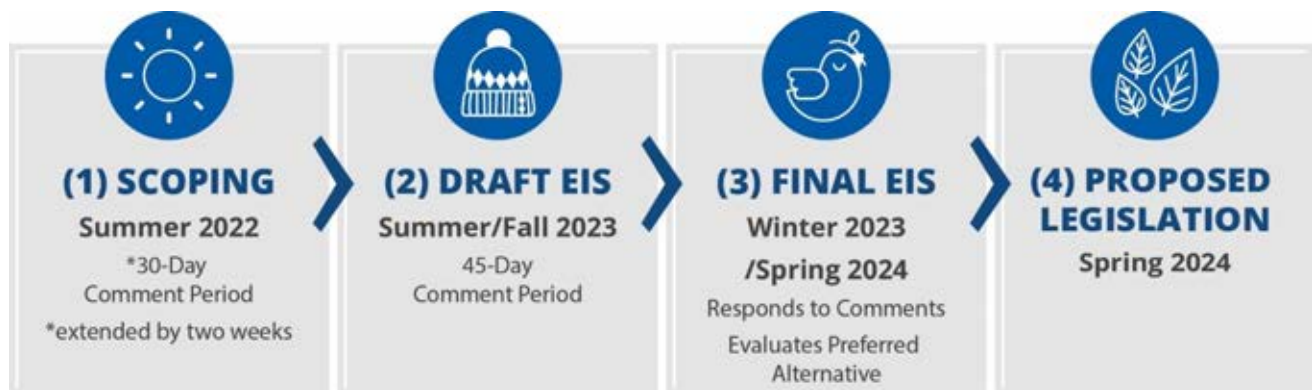 (1) SCOPING
Summer 2022
*30-Day
Comment Period
*extended by two weeks
(2) DRAFT EIS
Summer/Fall 2023
45-Day
Comment Period
(3) FINAL EIS
Winter 2023
/Spring 2024
Responds to Comments
Evaluates Preferred
Alternative
(4) PROPOSED
LEGISLATION
Spring 2024